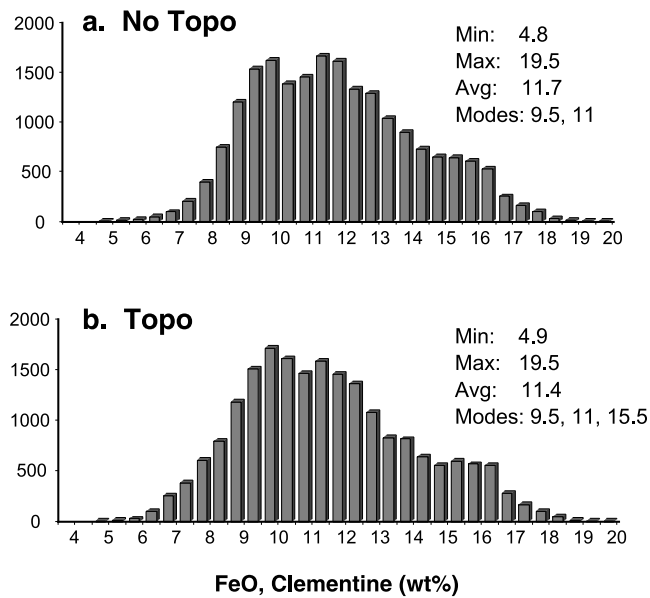 a. No Topo
Min: 4.8
Max: 19.5
Avg: 11.7
Modes: 9.5, 11
2000
1500
1000
500
0
4 5 6 7 8 9 10 11 12 13 14 15 16 17 18 19 20
b. Topo
Min: 4.9
Max: 19.5
Avg: 11.4
Modes: 9.5, 11, 15.5
2000
1500
1000
500
0
4 5 6 7 8 9 10 11 12 13 14 15 16 17 18 19 20
FeO, Clementine (wt%)